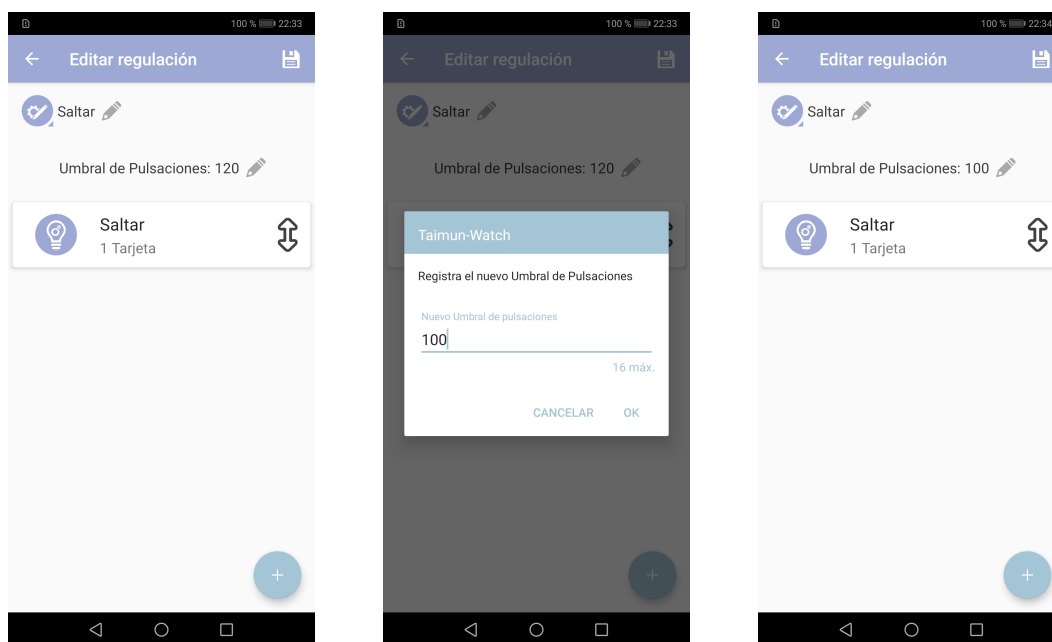 100 % 22:33
Editar regulación
Saltar
Umbral de Pulsaciones: 120
Saltar
1 Tarjeta
100 % 22:33
Editar regulación
Saltar
Umbral de Pulsaciones: 120
Taimun-Watch
Registra el nuevo Umbral de Pulsaciones
Nuevo Umbral de pulsaciones
100
16 máx.
CANCELAR OK
100 % 22:34
Editar regulación
Saltar
Umbral de Pulsaciones: 100
Saltar
1 Tarjeta